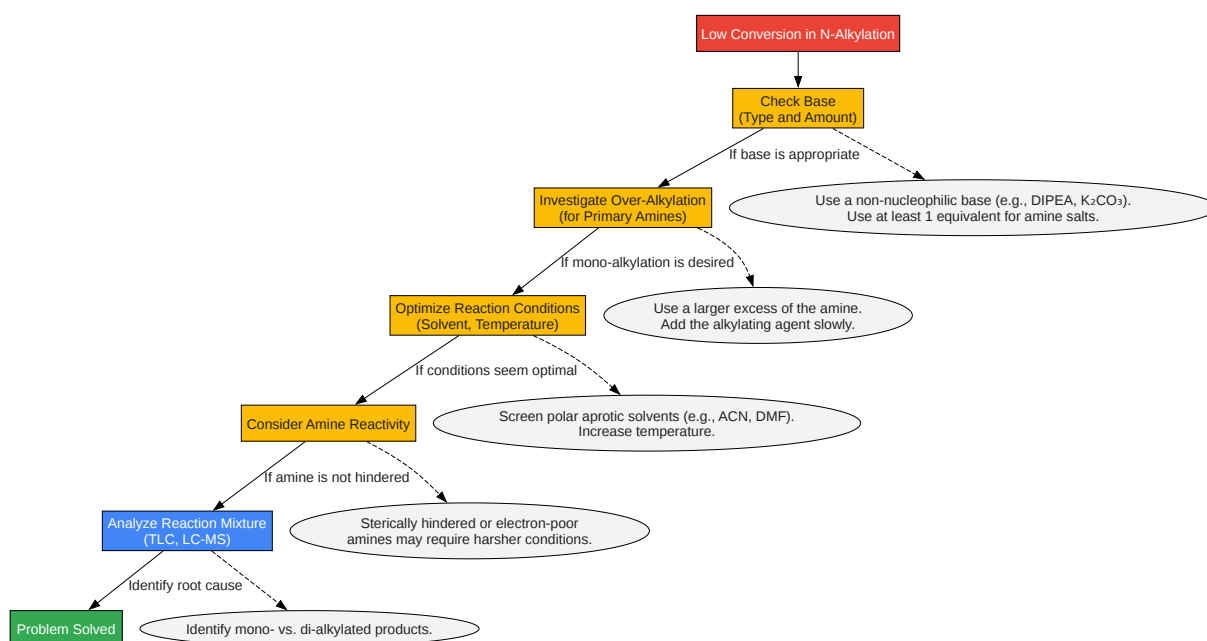 Low Conversion in N-Alkylation
Check Base
(Type and Amount)
If base is appropriate
Use a non-nucleophilic base (e.g., DIPEA, K₂CO₃).
Use at least 1 equivalent for amine salts.
Investigate Over-Alkylation
(for Primary Amines)
If mono-alkylation is desired
Use a larger excess of the amine.
Add the alkylating agent slowly.
Optimize Reaction Conditions
(Solvent, Temperature)
If conditions seem optimal
Screen polar aprotic solvents (e.g., ACN, DMF).
Increase temperature.
Consider Amine Reactivity
If amine is not hindered
Sterically hindered or electron-poor
amines may require harsher conditions.
Analyze Reaction Mixture
(TLC, LC-MS)
Identify root cause
Identify mono- vs. di-alkylated products.
Problem Solved